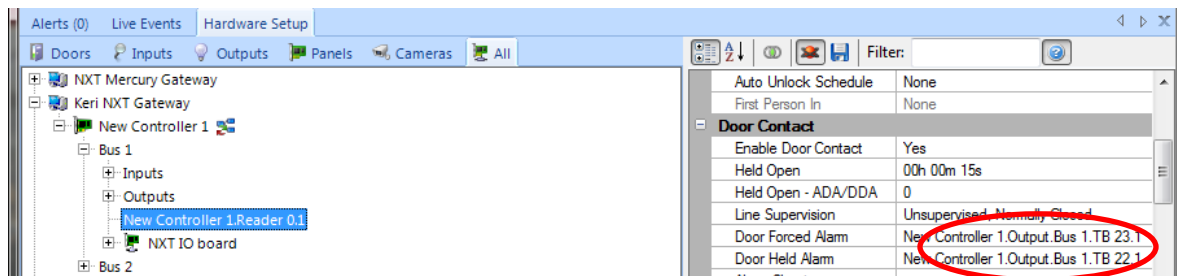 Alerts (0) Live Events Hardware Setup
Doors Inputs Outputs Panels Cameras All
NXT Mercury Gateway
Keri NXT Gateway
New Controller 1
Bus 1
Inputs
Outputs
New Controller 1.Reader 0.1
NXT IO board
Bus 2
Filter:
Auto Unlock Schedule None
First Person In None
Door Contact
Enable Door Contact Yes
Held Open 00h 00m 15s
Held Open - ADA/DDA 0
Line Supervision Unsupervised, Normally Closed
Door Forced Alarm New Controller 1.Output.Bus 1.TB 23.1
Door Held Alarm New Controller 1.Output.Bus 1.TB 22.1